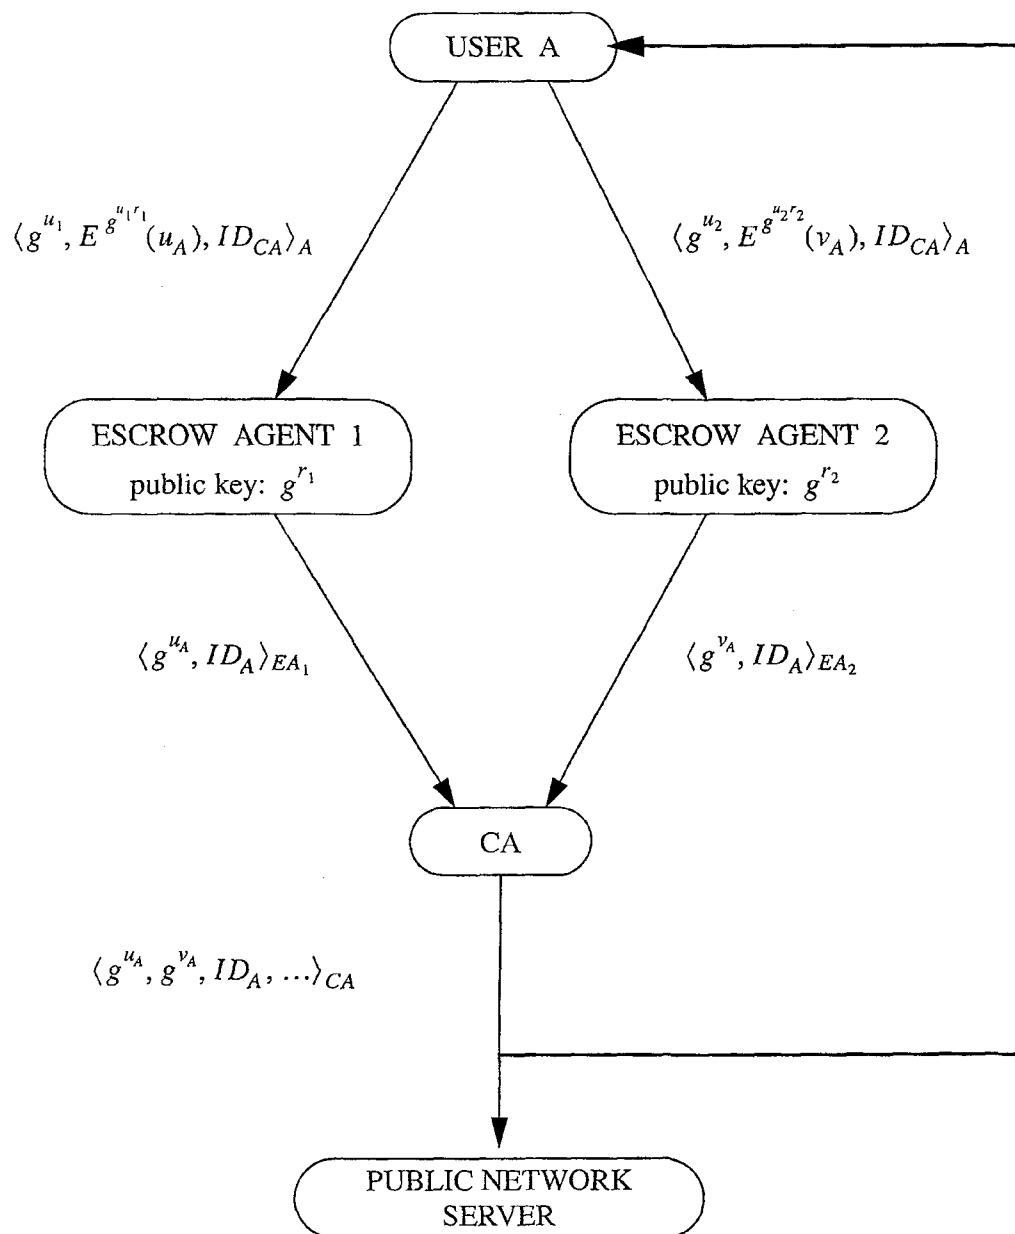 USER A
⟨g^{u_1}, E^{g^{u_1 r_1}}(u_A), ID_{CA}⟩_A
⟨g^{u_2}, E^{g^{u_2 r_2}}(v_A), ID_{CA}⟩_A
ESCROW AGENT 1
public key: g^{r_1}
ESCROW AGENT 2
public key: g^{r_2}
⟨g^{u_A}, ID_A⟩_{EA_1}
⟨g^{v_A}, ID_A⟩_{EA_2}
CA
⟨g^{u_A}, g^{v_A}, ID_A, ...⟩_{CA}
PUBLIC NETWORK
SERVER